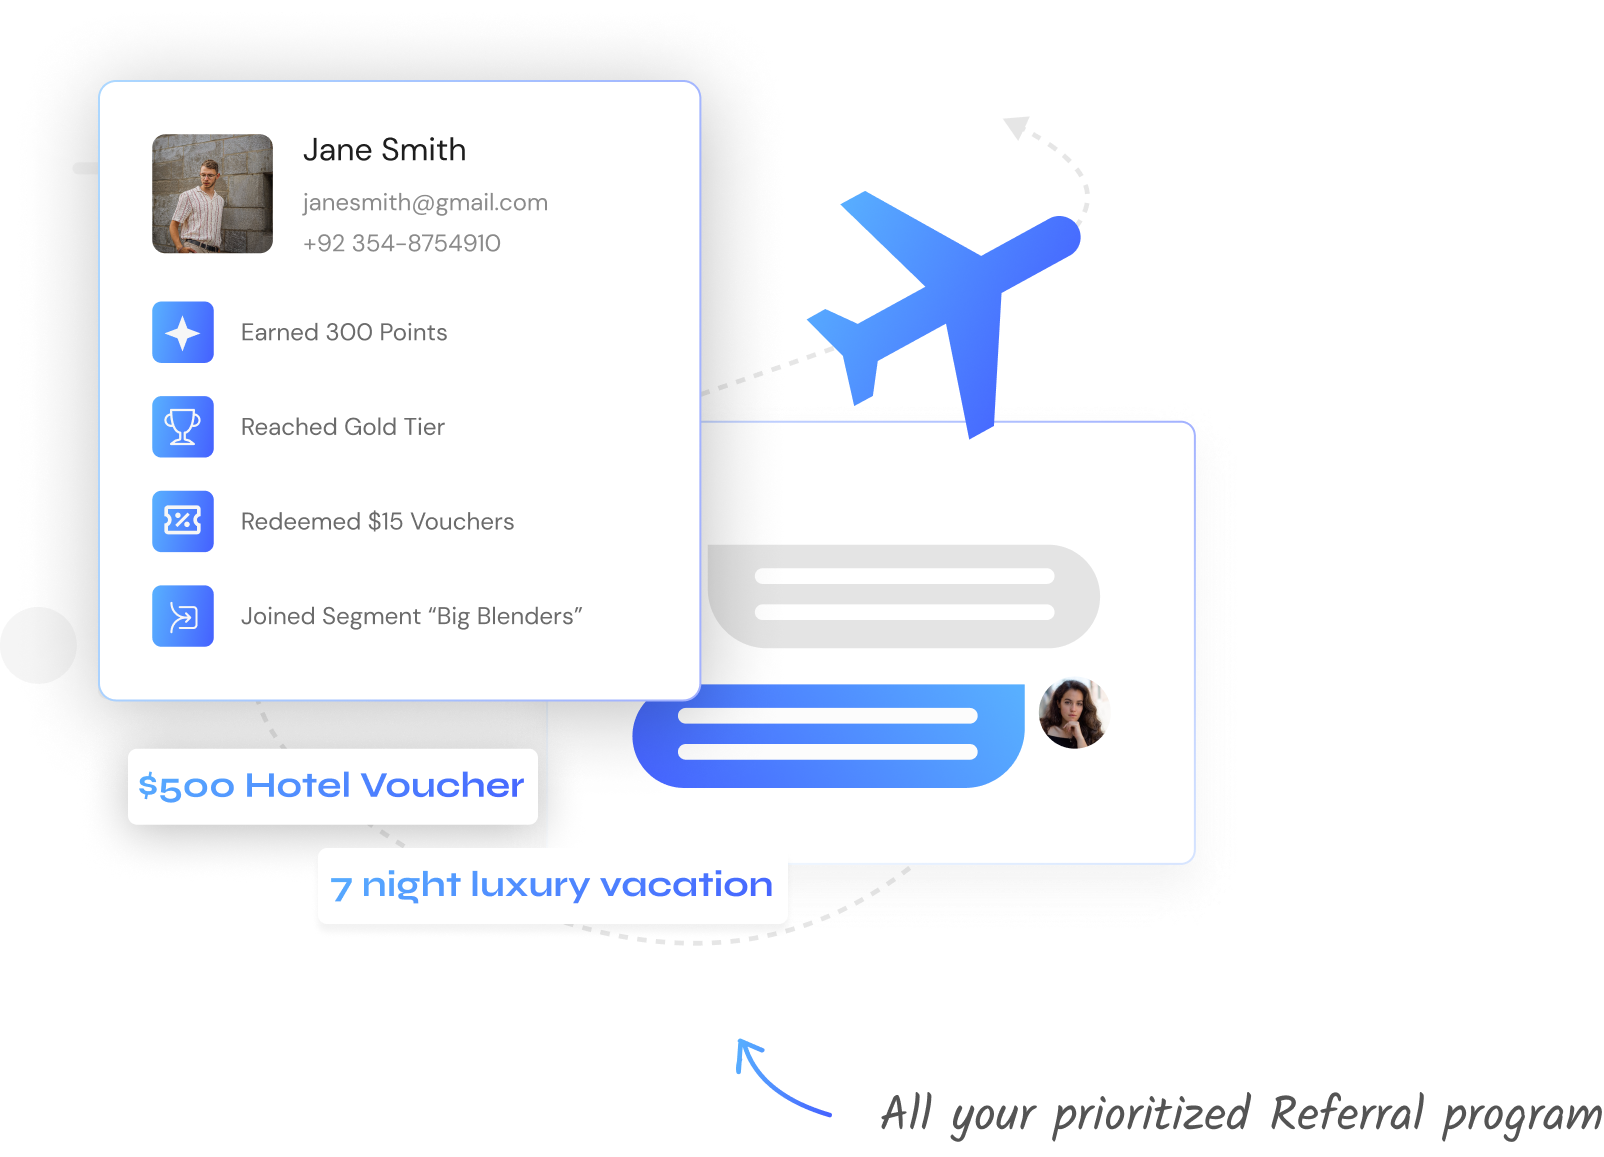 Jane Smith
janesmith@gmail.com
+92 354-8754910
Earned 300 Points
Reached Gold Tier
Redeemed $15 Vouchers
Joined Segment “Big Blenders”
$500 Hotel Voucher
7 night luxury vacation
All your prioritized Referral program